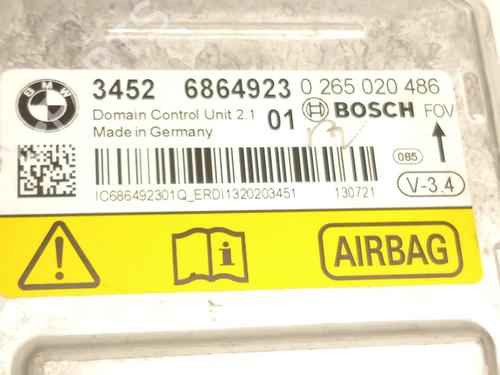 BMW
3452 6864923 0 265 020 486
Domain Control Unit 2.1 01 BOSCH FOV
Made in Germany
085
IC686492301Q_ERDI1320203451 130721
V-3.4
AIRBAG